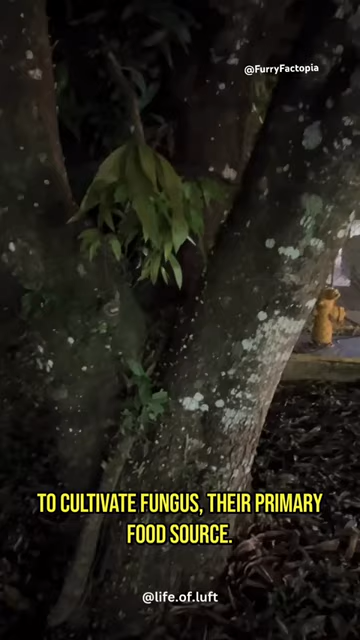 @FurryFactopia
TO CULTIVATE FUNGUS, THEIR PRIMARY
FOOD SOURCE.
@life.of.luft